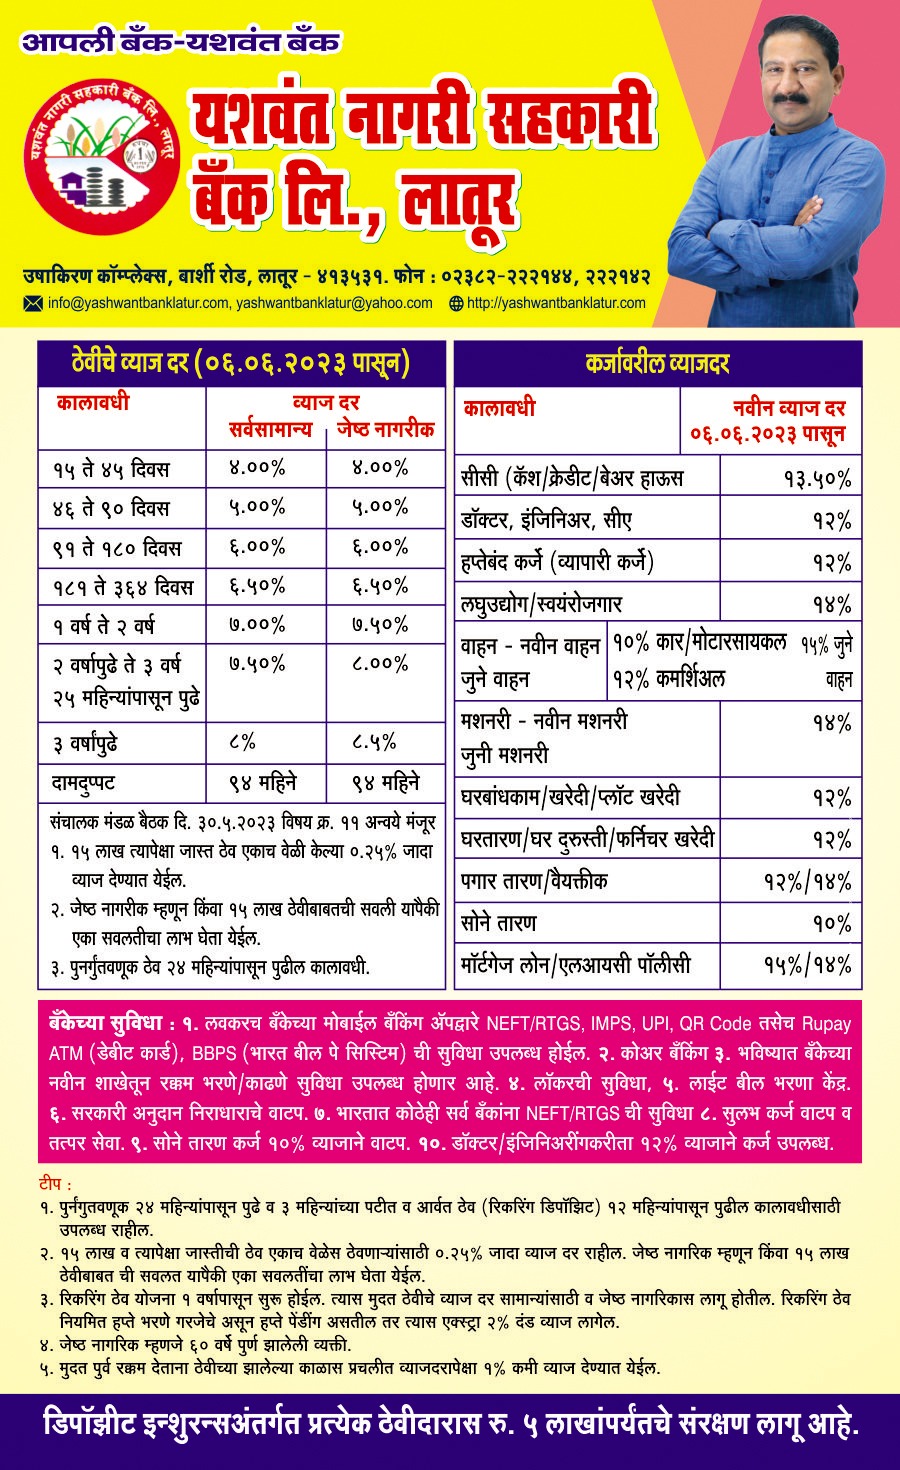 आपली बँक-यशवंत बँक
यशवंत नागरी सहकारी बँक लि., लातूर
यशवंत नागरी सहकारी
बँक लि., लातूर
उषाकिरण कॉम्प्लेक्स, बार्शी रोड, लातूर - ४१३५३१. फोन : ०२३८२-२२२१४४, २२२१४२
info@yashwantbanklatur.com, yashwantbanklatur@yahoo.com http://yashwantbanklatur.com
ठेवीचे व्याज दर (०६.०६.२०२३ पासून)
कालावधी व्याज दर
सर्वसामान्य जेष्ठ नागरीक
१५ ते ४५ दिवस ४.००% ४.००%
४६ ते ९० दिवस ५.००% ५.००%
९१ ते १८० दिवस ६.००% ६.००%
१८१ ते ३६४ दिवस ६.५०% ६.५०%
१ वर्ष ते २ वर्ष ७.००% ७.५०%
२ वर्षापुढे ते ३ वर्ष ७.५०% ८.००%
२५ महिन्यांपासून पुढे
३ वर्षांपुढे ८% ८.५%
दामदुप्पट ९४ महिने ९४ महिने
संचालक मंडळ बैठक दि. ३०.५.२०२३ विषय क्र. ११ अन्वये मंजूर
१. १५ लाख त्यापेक्षा जास्त ठेव एकाच वेळी केल्या ०.२५% जादा
व्याज देण्यात येईल.
२. जेष्ठ नागरीक म्हणून किंवा १५ लाख ठेवीबाबतची सवली यापैकी
एका सवलतीचा लाभ घेता येईल.
३. पुनर्गुंतवणूक ठेव २४ महिन्यांपासून पुढील कालावधी.
कर्जावरील व्याजदर
कालावधी नवीन व्याज दर
०६.०६.२०२३ पासून
सीसी (कॅश/क्रेडीट/बेअर हाऊस १३.५०%
डॉक्टर, इंजिनिअर, सीए १२%
हप्तेबंद कर्जे (व्यापारी कर्जे) १२%
लघुउद्योग/स्वयंरोजगार १४%
वाहन - नवीन वाहन १०% कार/मोटारसायकल १५% जुने
जुने वाहन १२% कमर्शिअल वाहन
मशनरी - नवीन मशनरी १४%
जुनी मशनरी
घरबांधकाम/खरेदी/प्लॉट खरेदी १२%
घरतारण/घर दुरुस्ती/फर्निचर खरेदी १२%
पगार तारण/वैयक्तीक १२%/१४%
सोने तारण १०%
मॉर्टगेज लोन/एलआयसी पॉलीसी १५%/१४%
बँकेच्या सुविधा : १. लवकरच बँकेच्या मोबाईल बँकिंग ॲपद्वारे NEFT/RTGS, IMPS, UPI, QR Code तसेच Rupay
ATM (डेबीट कार्ड), BBPS (भारत बील पे सिस्टिम) ची सुविधा उपलब्ध होईल. २. कोअर बँकिंग ३. भविष्यात बँकेच्या
नवीन शाखेतून रक्कम भरणे/काढणे सुविधा उपलब्ध होणार आहे. ४. लॉकरची सुविधा, ५. लाईट बील भरणा केंद्र.
६. सरकारी अनुदान निराधाराचे वाटप. ७. भारतात कोठेही सर्व बँकांना NEFT/RTGS ची सुविधा ८. सुलभ कर्ज वाटप व
तत्पर सेवा. ९. सोने तारण कर्ज १०% व्याजाने वाटप. १०. डॉक्टर/इंजिनिअरींगकरीता १२% व्याजाने कर्ज उपलब्ध.
टीप :
१. पुर्नंगुतवणूक २४ महिन्यांपासून पुढे व ३ महिन्यांच्या पटीत व आर्वत ठेव (रिकरिंग डिपॉझिट) १२ महिन्यांपासून पुढील कालावधीसाठी
उपलब्ध राहील.
२. १५ लाख व त्यापेक्षा जास्तीची ठेव एकाच वेळेस ठेवणाऱ्यांसाठी ०.२५% जादा व्याज दर राहील. जेष्ठ नागरिक म्हणून किंवा १५ लाख
ठेवीबाबत ची सवलत यापैकी एका सवलतींचा लाभ घेता येईल.
३. रिकरिंग ठेव योजना १ वर्षापासून सुरू होईल. त्यास मुदत ठेवीचे व्याज दर सामान्यांसाठी व जेष्ठ नागरिकास लागू होतील. रिकरिंग ठेव
नियमित हप्ते भरणे गरजेचे असून हप्ते पेंडींग असतील तर त्यास एक्स्ट्रा २% दंड व्याज लागेल.
४. जेष्ठ नागरिक म्हणजे ६० वर्षे पुर्ण झालेली व्यक्ती.
५. मुदत पुर्व रक्कम देताना ठेवीच्या झालेल्या काळास प्रचलीत व्याजदरापेक्षा १% कमी व्याज देण्यात येईल.
डिपॉझीट इन्शुरन्सअंतर्गत प्रत्येक ठेवीदारास रु. ५ लाखांपर्यंतचे संरक्षण लागू आहे.